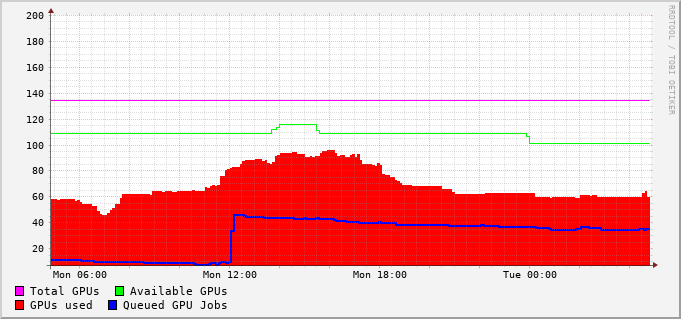 200
180
160
140
120
100
80
60
40
20
Mon 06:00 Mon 12:00 Mon 18:00 Tue 00:00
Total GPUs Available GPUs
GPUs used Queued GPU Jobs
RRDTOOL / TOBI OETIKER